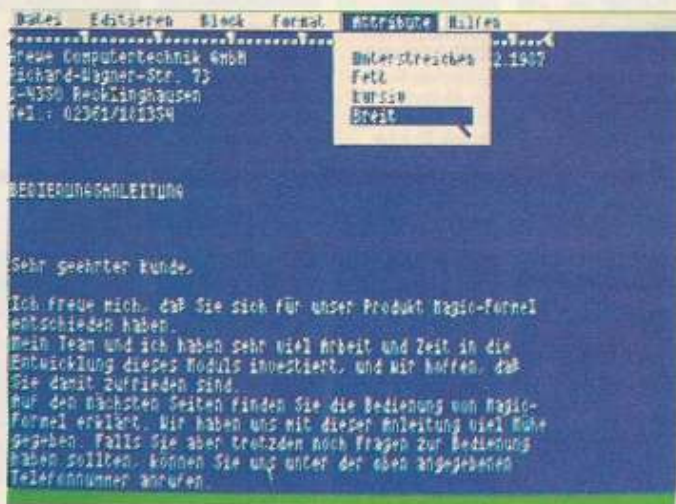 Datei Editieren Block Format Attribute Hilfen
Grewe Computertechnik GmbH
Richard-Wagner-Str. 73
D-4350 Recklinghausen
Tel.: 02361/181354
2.1987
Unterstreichen
Fett
Kursiv
Breit
BEDIENUNGSANLEITUNG
Sehr geehrter Kunde,
Ich freue mich, daß Sie sich für unser Produkt Magic-Formel
entschieden haben.
Mein Team und ich haben sehr viel Arbeit und Zeit in die
Entwicklung dieses Moduls investiert, und wir hoffen, daß
Sie damit zufrieden sind.
Auf den nächsten Seiten finden Sie die Bedienung von Magic-
Formel erklärt. Wir haben uns mit dieser Anleitung viel Mühe
gegeben. Falls Sie aber trotzdem noch Fragen zur Bedienung
haben sollten, können Sie uns unter der oben angegebenen
Telefonnummer anrufen.